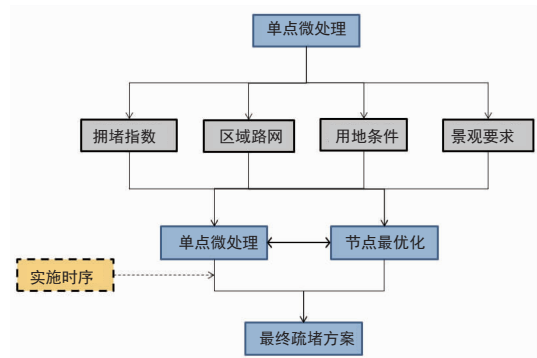 单点微处理
拥堵指数
区域路网
用地条件
景观要求
单点微处理
节点最优化
实施时序
最终疏堵方案